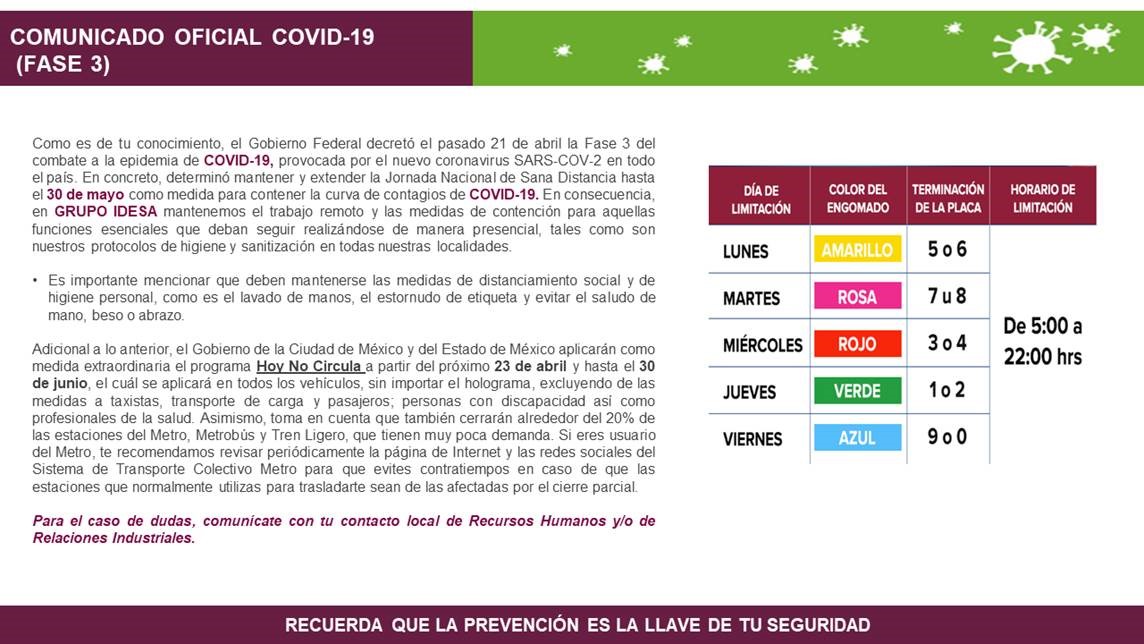 COMUNICADO OFICIAL COVID-19
(FASE 3)
Como es de tu conocimiento, el Gobierno Federal decretó el pasado 21 de abril la Fase 3 del
combate a la epidemia de COVID-19, provocada por el nuevo coronavirus SARS-COV-2 en todo
el país. En concreto, determinó mantener y extender la Jornada Nacional de Sana Distancia hasta
el 30 de mayo como medida para contener la curva de contagios de COVID-19. En consecuencia,
en GRUPO IDESA mantenemos el trabajo remoto y las medidas de contención para aquellas
funciones esenciales que deban seguir realizándose de manera presencial, tales como son
nuestros protocolos de higiene y sanitización en todas nuestras localidades.
• Es importante mencionar que deben mantenerse las medidas de distanciamiento social y de
higiene personal, como es el lavado de manos, el estornudo de etiqueta y evitar el saludo de
mano, beso o abrazo.
Adicional a lo anterior, el Gobierno de la Ciudad de México y del Estado de México aplicarán como
medida extraordinaria el programa Hoy No Circula a partir del próximo 23 de abril y hasta el 30
de junio, el cuál se aplicará en todos los vehículos, sin importar el holograma, excluyendo de las
medidas a taxistas, transporte de carga y pasajeros; personas con discapacidad así como
profesionales de la salud. Asimismo, toma en cuenta que también cerrarán alrededor del 20% de
las estaciones del Metro, Metrobús y Tren Ligero, que tienen muy poca demanda. Si eres usuario
del Metro, te recomendamos revisar periódicamente la página de Internet y las redes sociales del
Sistema de Transporte Colectivo Metro para que evites contratiempos en caso de que las
estaciones que normalmente utilizas para trasladarte sean de las afectadas por el cierre parcial.
Para el caso de dudas, comunícate con tu contacto local de Recursos Humanos y/o de
Relaciones Industriales.
DÍA DE LIMITACIÓN COLOR DEL ENGOMADO TERMINACIÓN DE LA PLACA HORARIO DE LIMITACIÓN
LUNES AMARILLO 5 o 6
MARTES ROSA 7 u 8
MIÉRCOLES ROJO 3 o 4
JUEVES VERDE 1 o 2
VIERNES AZUL 9 o 0
De 5:00 a
22:00 hrs
RECUERDA QUE LA PREVENCIÓN ES LA LLAVE DE TU SEGURIDAD